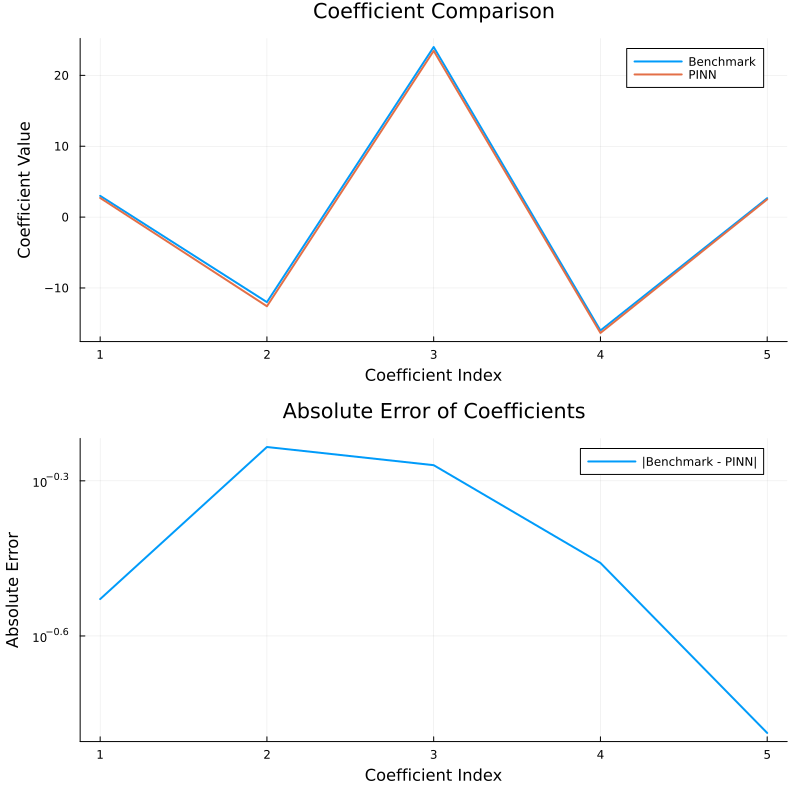 Coefficient Comparison
Coefficient Value
20
10
0
−10
Benchmark
PINN
1 2 3 4 5
Coefficient Index
Absolute Error of Coefficients
Absolute Error
10^−0.3
10^−0.6
|Benchmark - PINN|
1 2 3 4 5
Coefficient Index